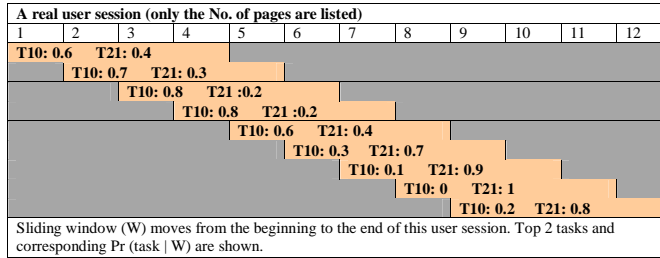 A real user session (only the No. of pages are listed)
1 2 3 4 5 6 7 8 9 10 11 12
T10: 0.6 T21: 0.4
T10: 0.7 T21: 0.3
T10: 0.8 T21 :0.2
T10: 0.8 T21 :0.2
T10: 0.6 T21: 0.4
T10: 0.3 T21: 0.7
T10: 0.1 T21: 0.9
T10: 0 T21: 1
T10: 0.2 T21: 0.8
Sliding window (W) moves from the beginning to the end of this user session. Top 2 tasks and
corresponding Pr (task | W) are shown.